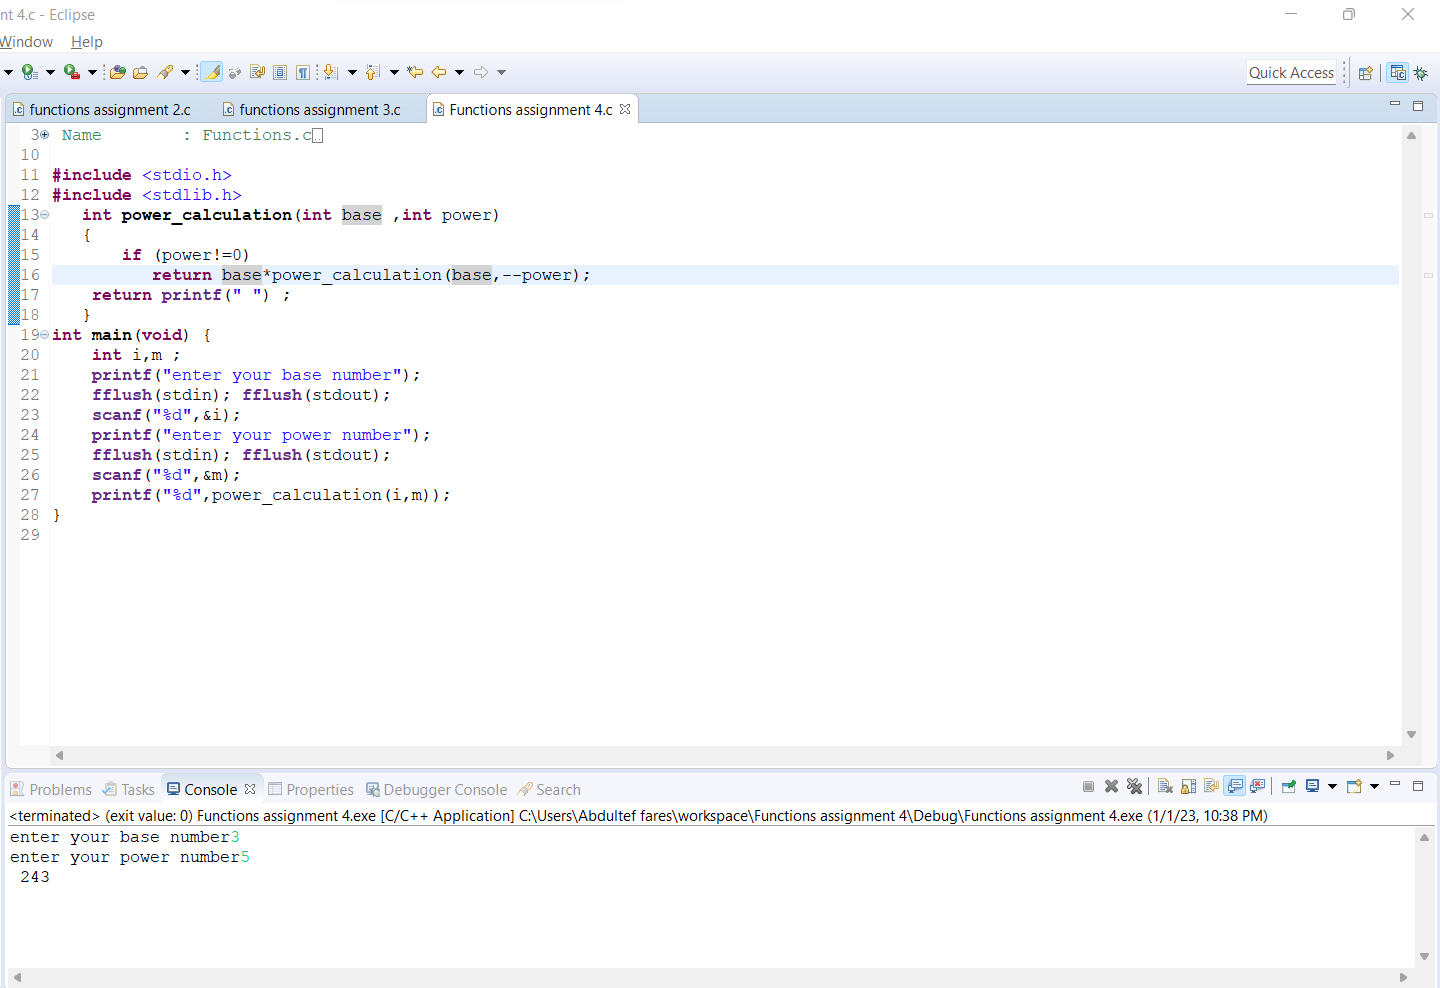 nt 4.c - Eclipse
Window Help
Quick Access
functions assignment 2.c functions assignment 3.c Functions assignment 4.c
3 Name : Functions.c
10
11 #include <stdio.h>
12 #include <stdlib.h>
13 int power_calculation(int base ,int power)
14 {
15 if (power!=0)
16 return base*power_calculation(base,--power);
17 return printf(" ") ;
18 }
19 int main(void) {
20 int i,m ;
21 printf("enter your base number");
22 fflush(stdin); fflush(stdout);
23 scanf("%d",&i);
24 printf("enter your power number");
25 fflush(stdin); fflush(stdout);
26 scanf("%d",&m);
27 printf("%d",power_calculation(i,m));
28 }
29
Problems Tasks Console Properties Debugger Console Search
<terminated> (exit value: 0) Functions assignment 4.exe [C/C++ Application] C:\Users\Abdultef fares\workspace\Functions assignment 4\Debug\Functions assignment 4.exe (1/1/23, 10:38 PM)
enter your base number3
enter your power number5
243